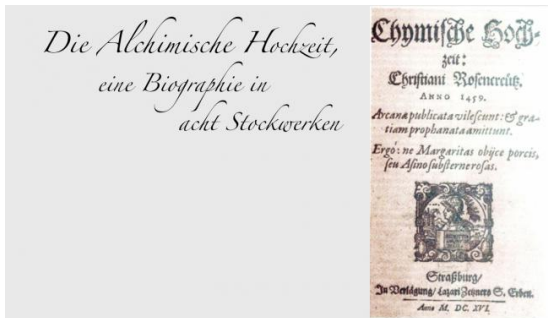 Die Alchimische Hochzeit,
eine Biographie in
acht Stockwerken
Chymische Hoch-
zeit:
Christiani Rosencreütz.
ANNO 1459.
Arcana publicata vilescunt: & gra-
tiam prophanata amittunt.
Ergo: ne Margaritas obijce porcis,
seu Asino substerne rosas.
Straßburg/
In Verlägung/ Lazari Zetzners S. Erben.
Anno M. DC. XVI.